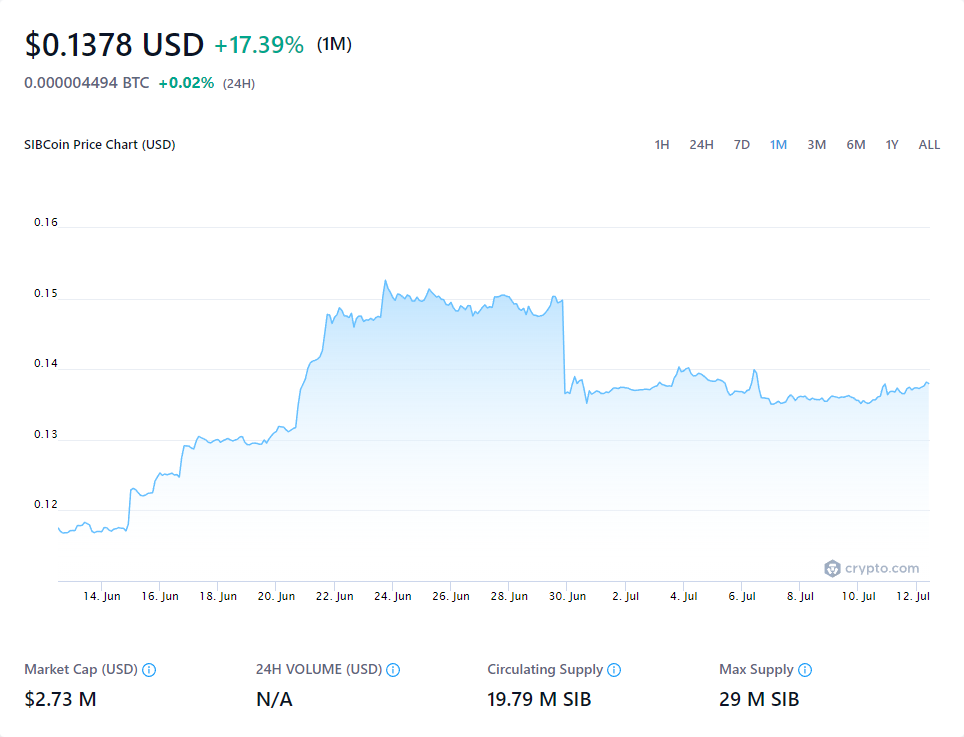 $0.1378 USD +17.39% (1M)
0.000004494 BTC +0.02% (24H)
SIBCoin Price Chart (USD) 1H 24H 7D 1M 3M 6M 1Y ALL
0.16
0.15
0.14
0.13
0.12
crypto.com
14. Jun 16. Jun 18. Jun 20. Jun 22. Jun 24. Jun 26. Jun 28. Jun 30. Jun 2. Jul 4. Jul 6. Jul 8. Jul 10. Jul 12. Jul
Market Cap (USD) 24H VOLUME (USD) Circulating Supply Max Supply
$2.73 M N/A 19.79 M SIB 29 M SIB